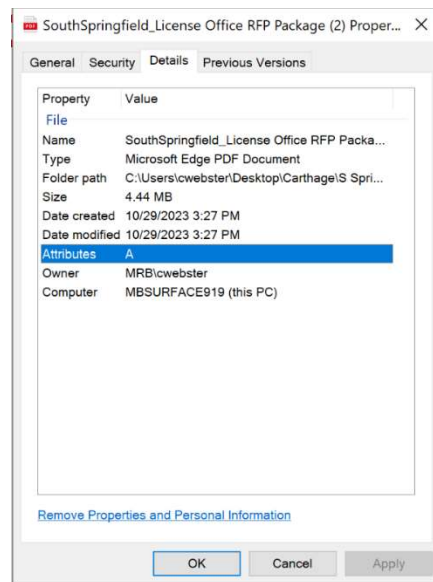 PDF
SouthSpringfield_License Office RFP Package (2) Proper... X
General Security Details Previous Versions
Property Value
File
Name SouthSpringfield_License Office RFP Packa...
Type Microsoft Edge PDF Document
Folder path C:\Users\cwebster\Desktop\Carthage\S Spri...
Size 4.44 MB
Date created 10/29/2023 3:27 PM
Date modified 10/29/2023 3:27 PM
Attributes A
Owner MRB\cwebster
Computer MBSURFACE919 (this PC)
Remove Properties and Personal Information
OK Cancel Apply